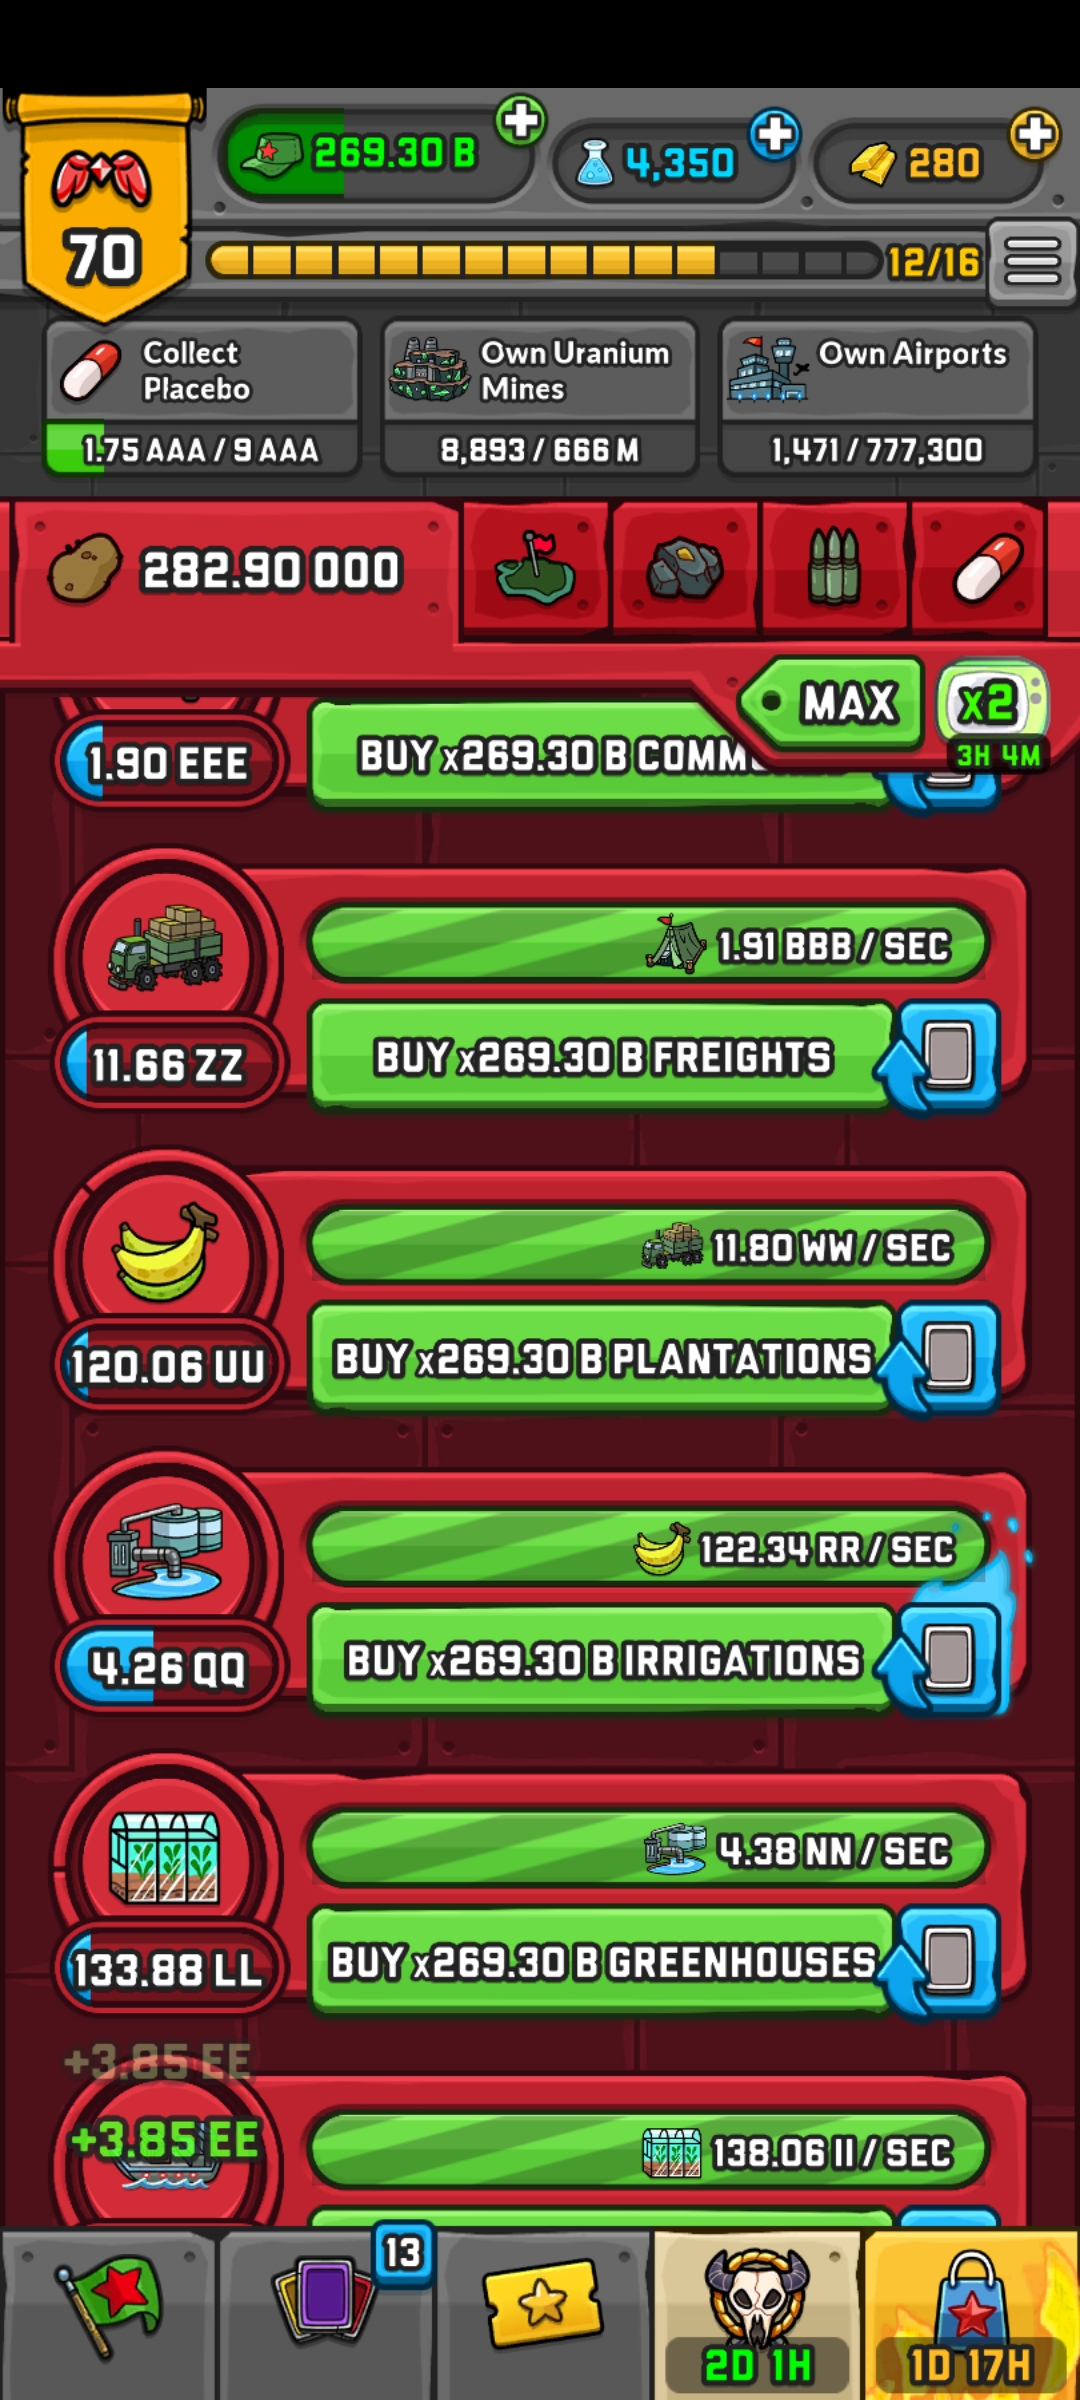 70
269.30 B
4,350
280
12/16
Collect
Placebo
1.75 AAA / 9 AAA
Own Uranium
Mines
8,893 / 666 M
Own Airports
1,471 / 777,300
282.90 OOO
MAX
x2
3H 4M
1.90 EEE
BUY x269.30 B
1.91 BBB / SEC
11.66 ZZ
BUY x269.30 B FREIGHTS
11.80 WW / SEC
120.06 UU
BUY x269.30 B PLANTATIONS
122.34 RR / SEC
4.26 QQ
BUY x269.30 B IRRIGATIONS
4.38 NN / SEC
133.88 LL
BUY x269.30 B GREENHOUSES
+3.85 EE
+3.85 EE
138.06 II / SEC
13
2D 1H
1D 17H